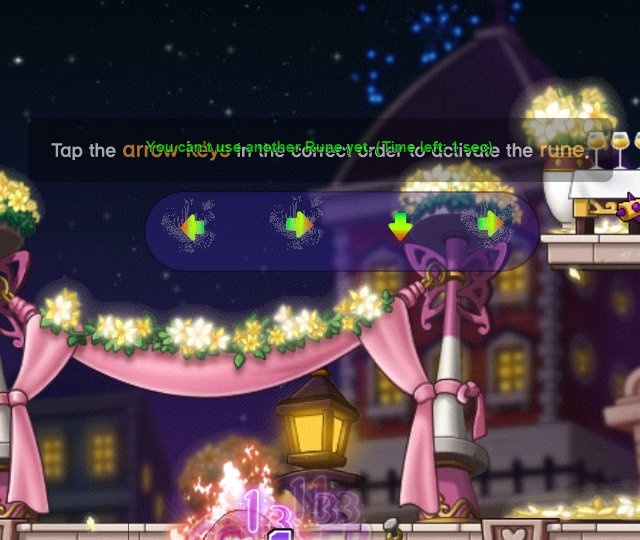 You can't use another Rune yet. (Time left: 1 sec)
Tap the arrow keys in the correct order to activate the rune.